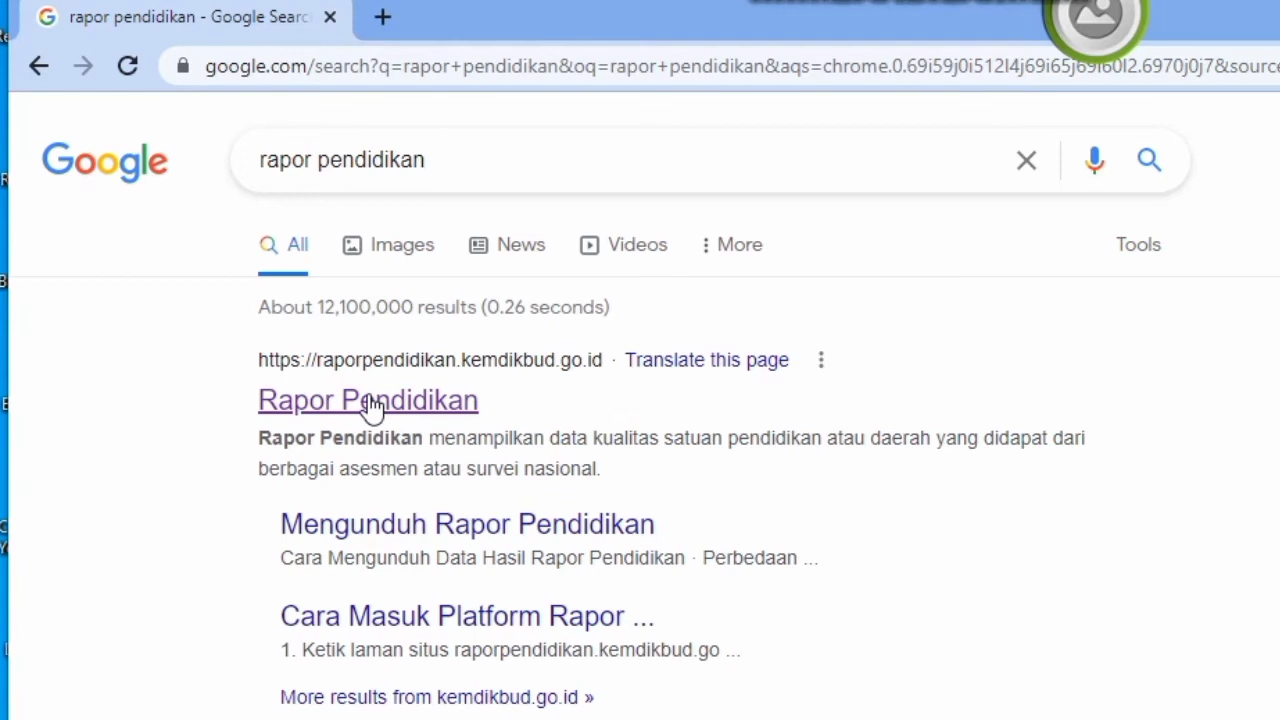 rapor pendidikan - Google Searc
google.com/search?q=rapor+pendidikan&oq=rapor+pendidikan&aqs=chrome.0.69i59j0i512l4j69i65j69i60l2.6970j0j7&source
Google
rapor pendidikan
All Images News Videos More Tools
About 12,100,000 results (0.26 seconds)
https://raporpendidikan.kemdikbud.go.id · Translate this page
Rapor Pendidikan
Rapor Pendidikan menampilkan data kualitas satuan pendidikan atau daerah yang didapat dari
berbagai asesmen atau survei nasional.
Mengunduh Rapor Pendidikan
Cara Mengunduh Data Hasil Rapor Pendidikan · Perbedaan ...
Cara Masuk Platform Rapor ...
1. Ketik laman situs raporpendidikan.kemdikbud.go ...
More results from kemdikbud.go.id »